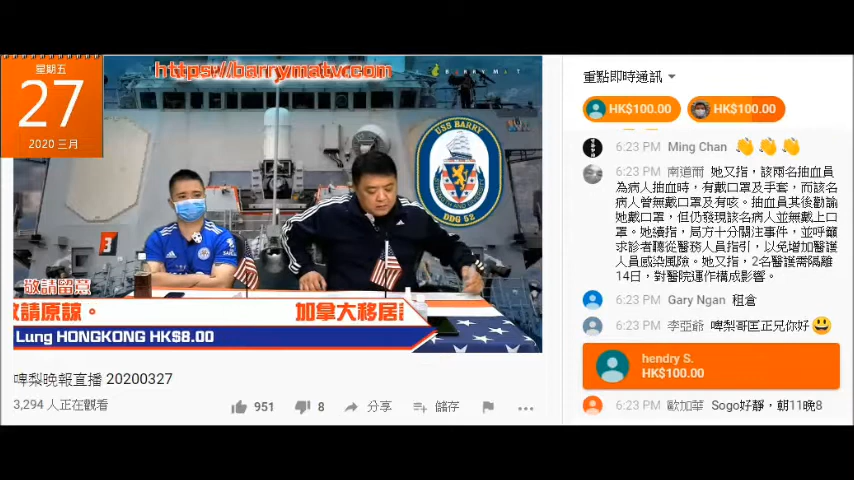 星期五
27
2020 三月
https://barrymatv.com
BARRYMAT
USS BARRY
DDG 52
3
敬請留意
敬請原諒。
加拿大移居
Lung HONGKONG HK$8.00
啤梨晚報直播 20200327
3,294 人正在觀看
951
8
分享
儲存
重點即時通訊
HK$100.00
HK$100.00
6:23 PM Ming Chan 👏👏👏
6:23 PM 南道爾 她又指，該兩名抽血員
為病人抽血時，有戴口罩及手套，而該名
病人曾無戴口罩及有咳。抽血員其後勸諭
她戴口罩，但仍發現該名病人並無戴上口
罩。她續指，局方十分關注事件，並呼籲
求診者聽從醫務人員指引，以免增加醫護
人員感染風險。她又指，2名醫護需隔離
14日，對醫院運作構成影響。
6:23 PM Gary Ngan 租倉
6:23 PM 李亞爺 啤梨哥匡正兄你好😃
hendry S.
HK$100.00
6:23 PM 歐加華 Sogo好靜，朝11晚8